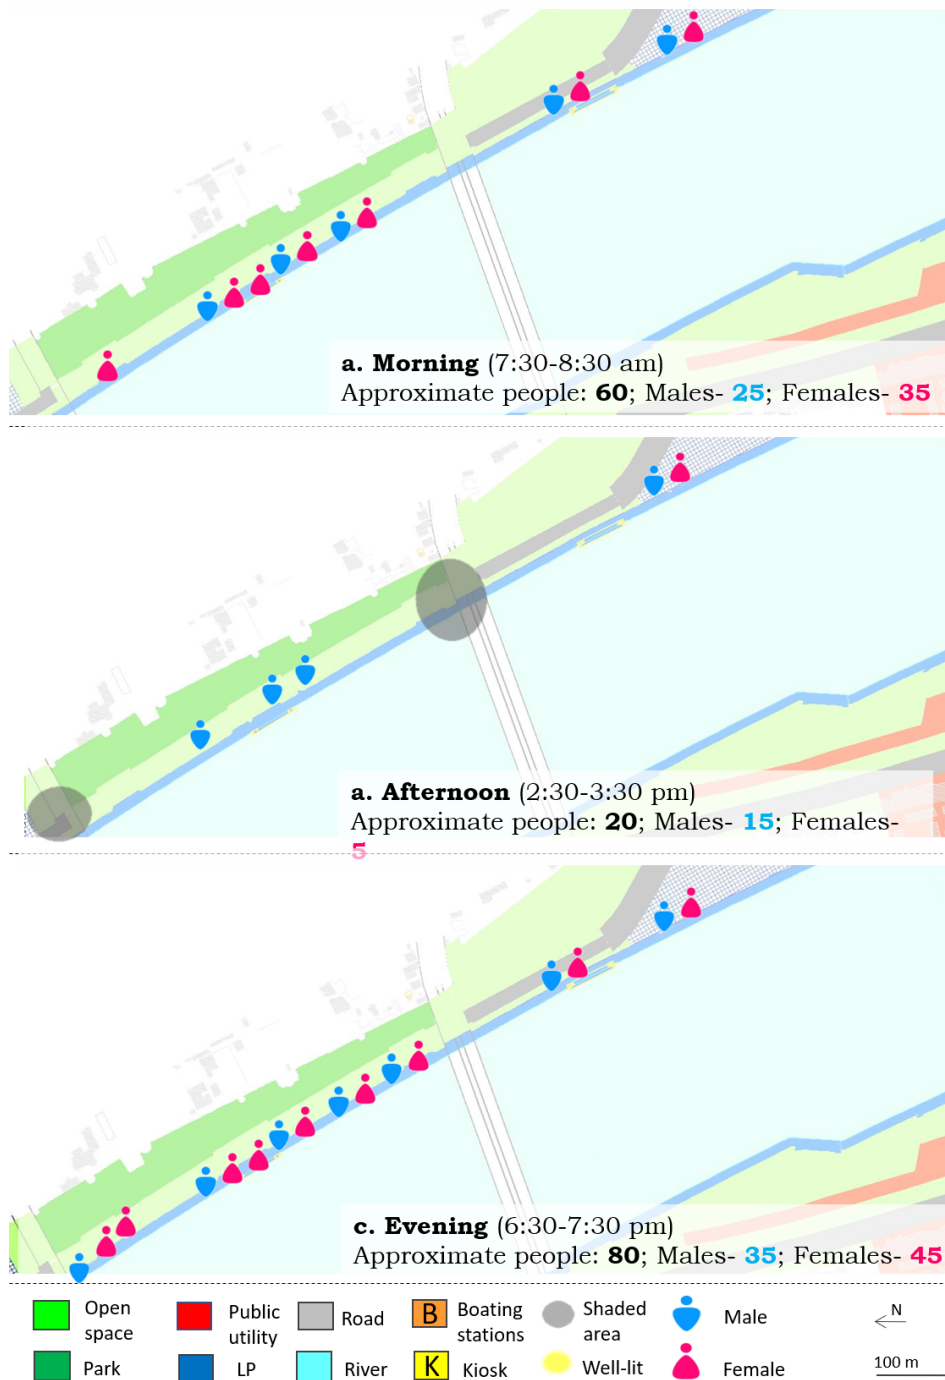 a. Morning (7:30-8:30 am)
Approximate people: 60; Males- 25; Females- 35
a. Afternoon (2:30-3:30 pm)
Approximate people: 20; Males- 15; Females-
5
c. Evening (6:30-7:30 pm)
Approximate people: 80; Males- 35; Females- 45
Open space
Public utility
Road
B Boating stations
Shaded area
Male
N
Park
LP
River
K Kiosk
Well-lit
Female
100 m